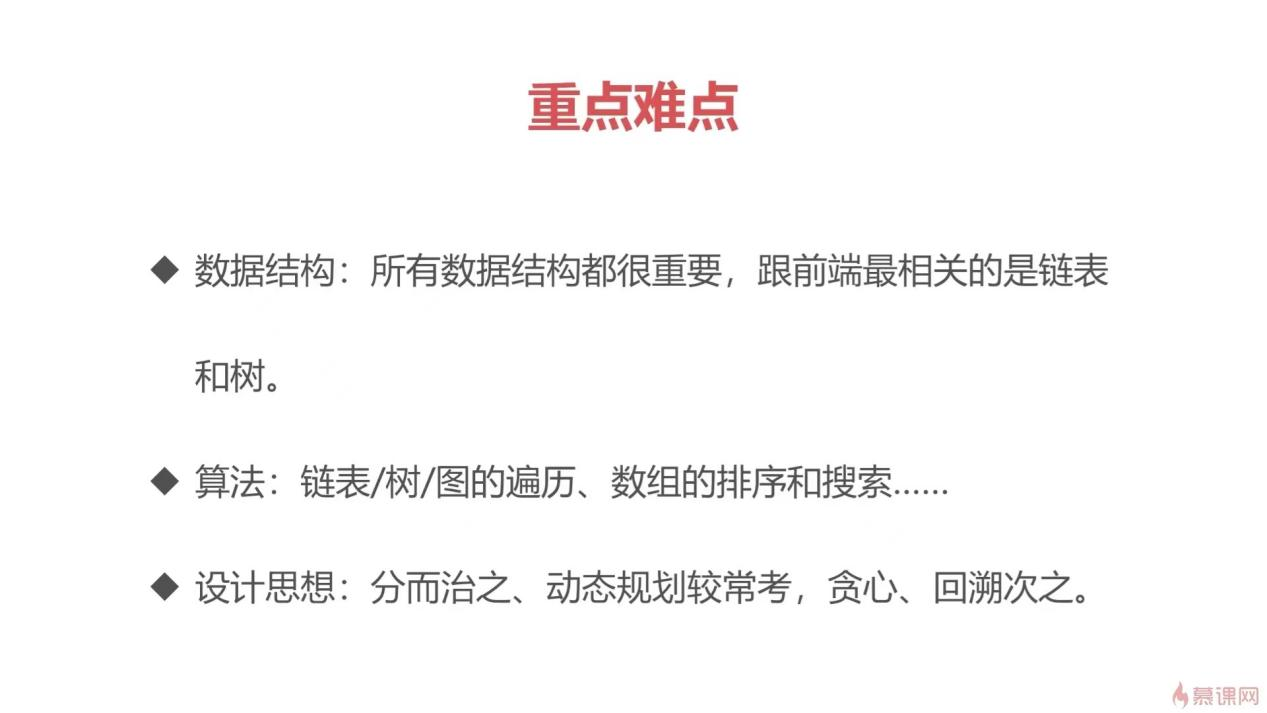 重点难点
◆ 数据结构：所有数据结构都很重要，跟前端最相关的是链表
和树。
◆ 算法：链表/树/图的遍历、数组的排序和搜索......
◆ 设计思想：分而治之、动态规划较常考，贪心、回溯次之。
慕课网